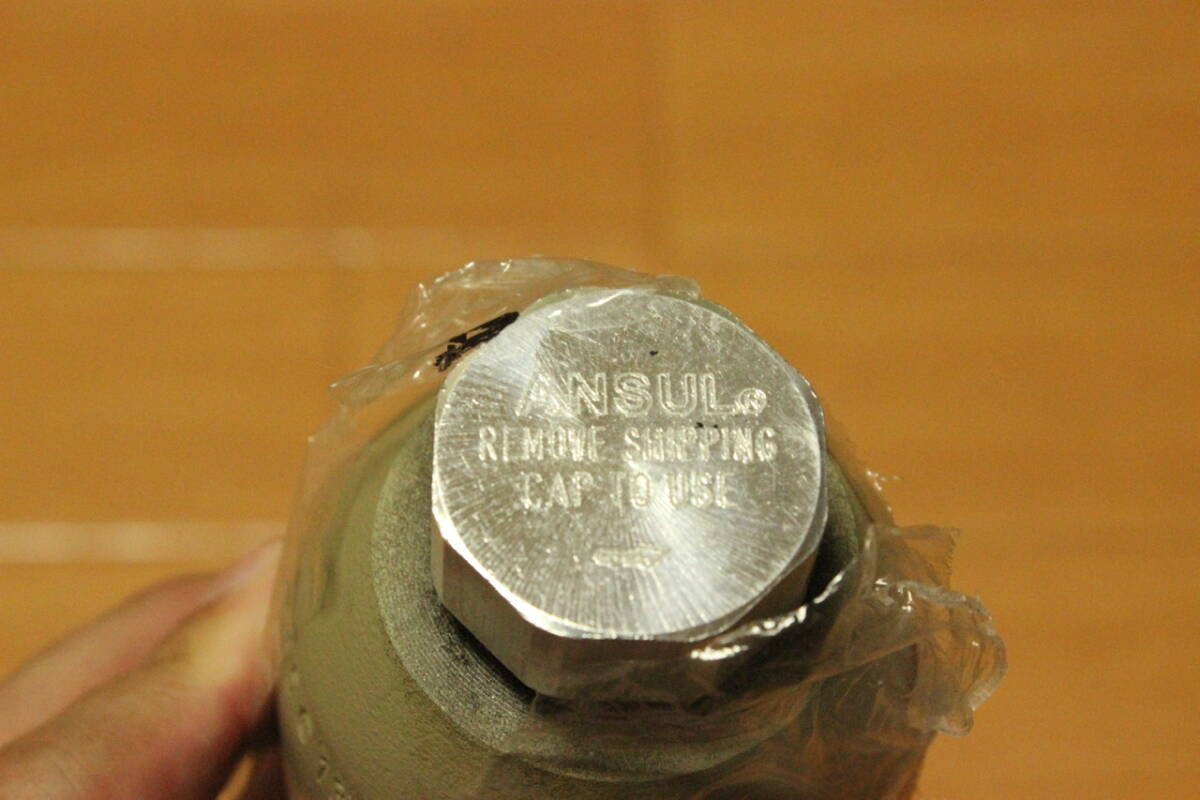 ANSUL®
REMOVE SHIPPING
CAP TO USE